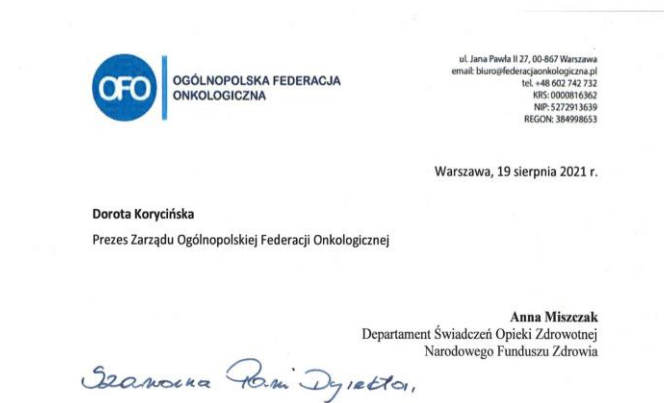 OFO
OGÓLNOPOLSKA FEDERACJA
ONKOLOGICZNA
ul. Jana Pawła II 27, 00-867 Warszawa
email: biuro@federacjaonkologiczna.pl
tel. +48 602 742 732
KRS: 0000816362
NIP: 5272913639
REGON: 384998653
Warszawa, 19 sierpnia 2021 r.
Dorota Korycińska
Prezes Zarządu Ogólnopolskiej Federacji Onkologicznej
Anna Miszczak
Departament Świadczeń Opieki Zdrowotnej
Narodowego Funduszu Zdrowia
Szanowna Pani Dyrektor,